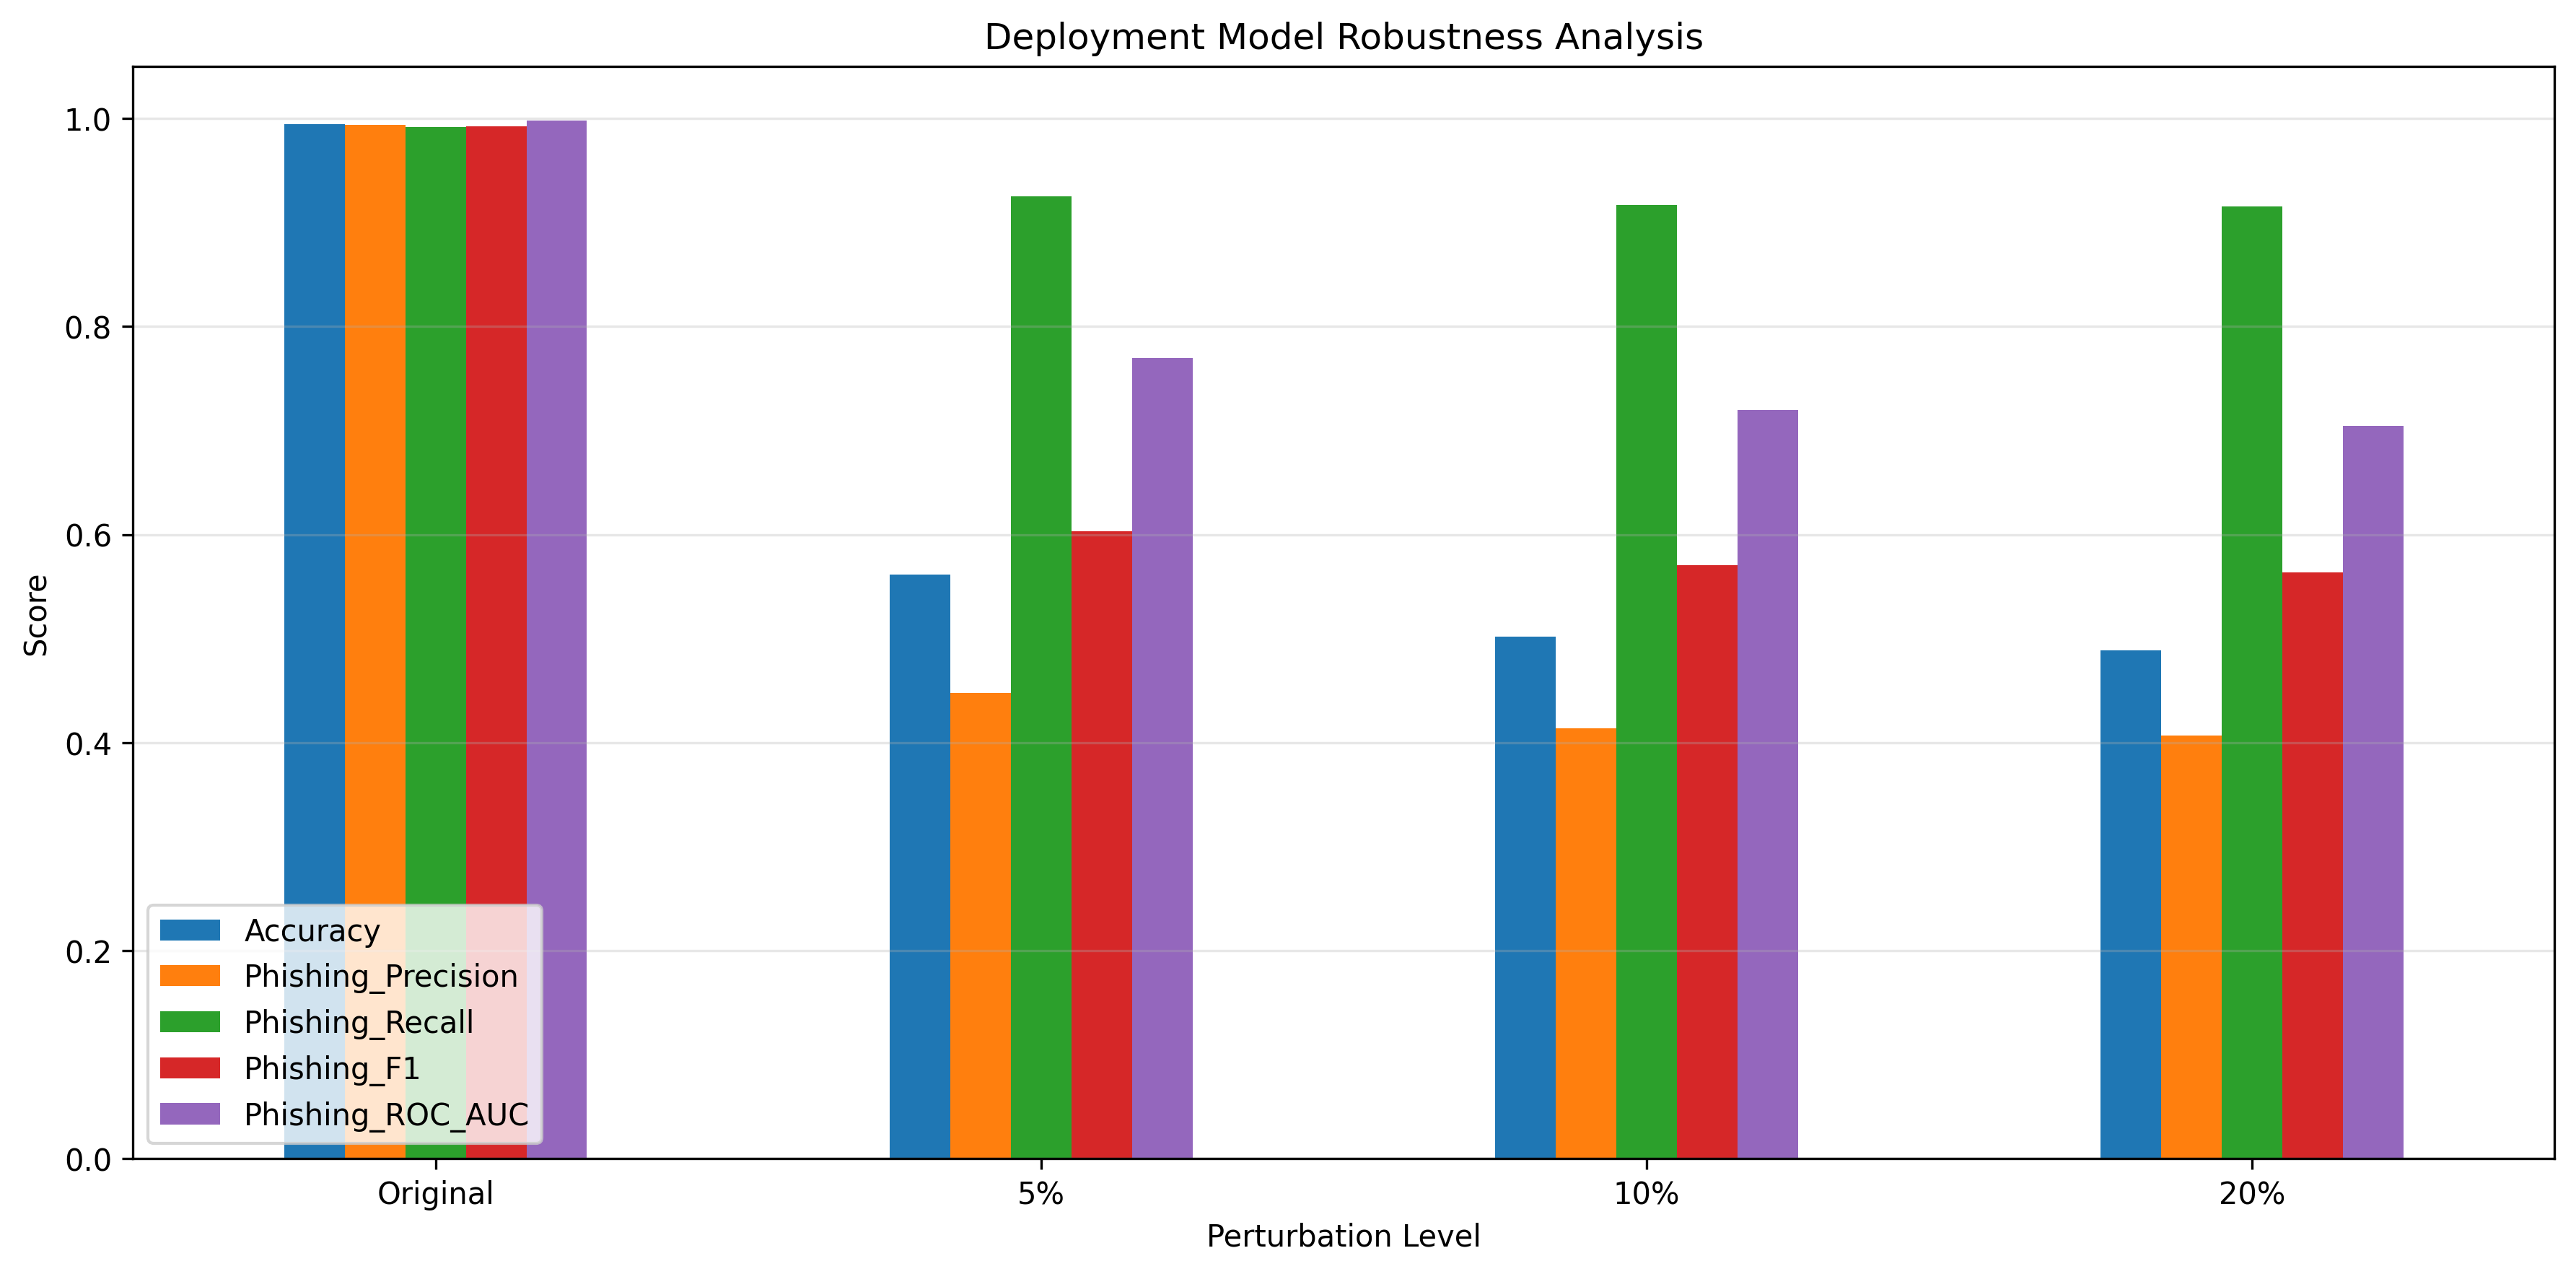 Deployment Model Robustness Analysis
1.0
0.8
0.6
0.4
0.2
0.0
Score
Accuracy
Phishing_Precision
Phishing_Recall
Phishing_F1
Phishing_ROC_AUC
Original
5%
10%
20%
Perturbation Level